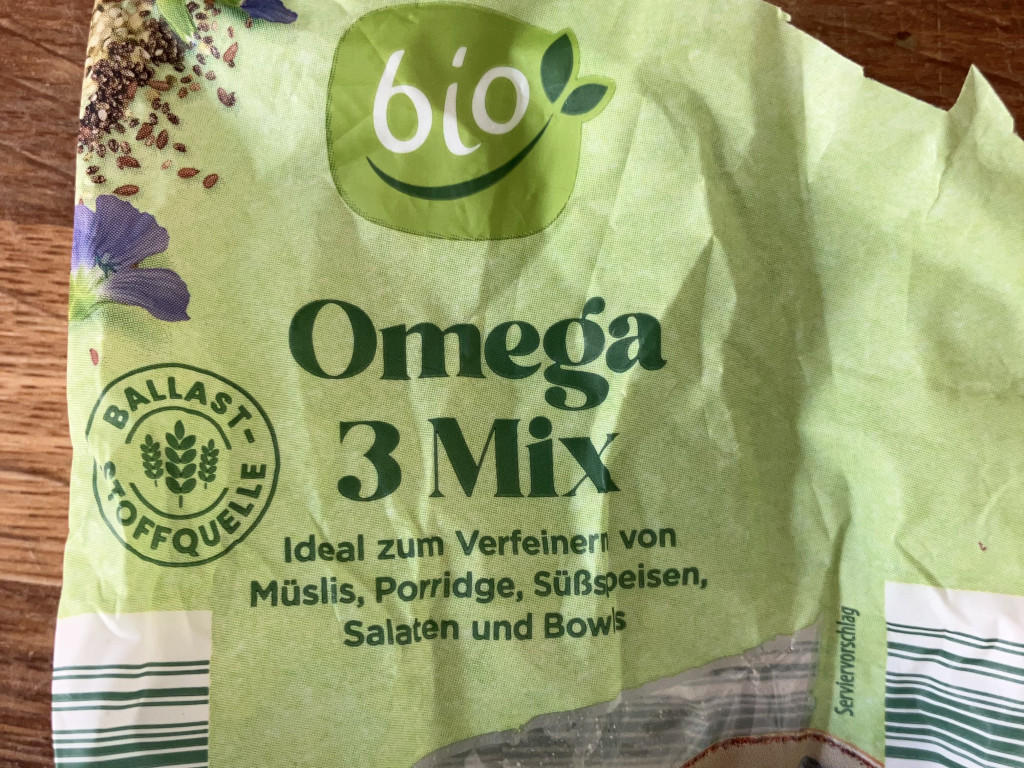 bio
Omega
3 Mix
BALLAST-
STOFFQUELLE
Ideal zum Verfeinern von
Müslis, Porridge, Süßspeisen,
Salaten und Bowls
Serviervorschlag